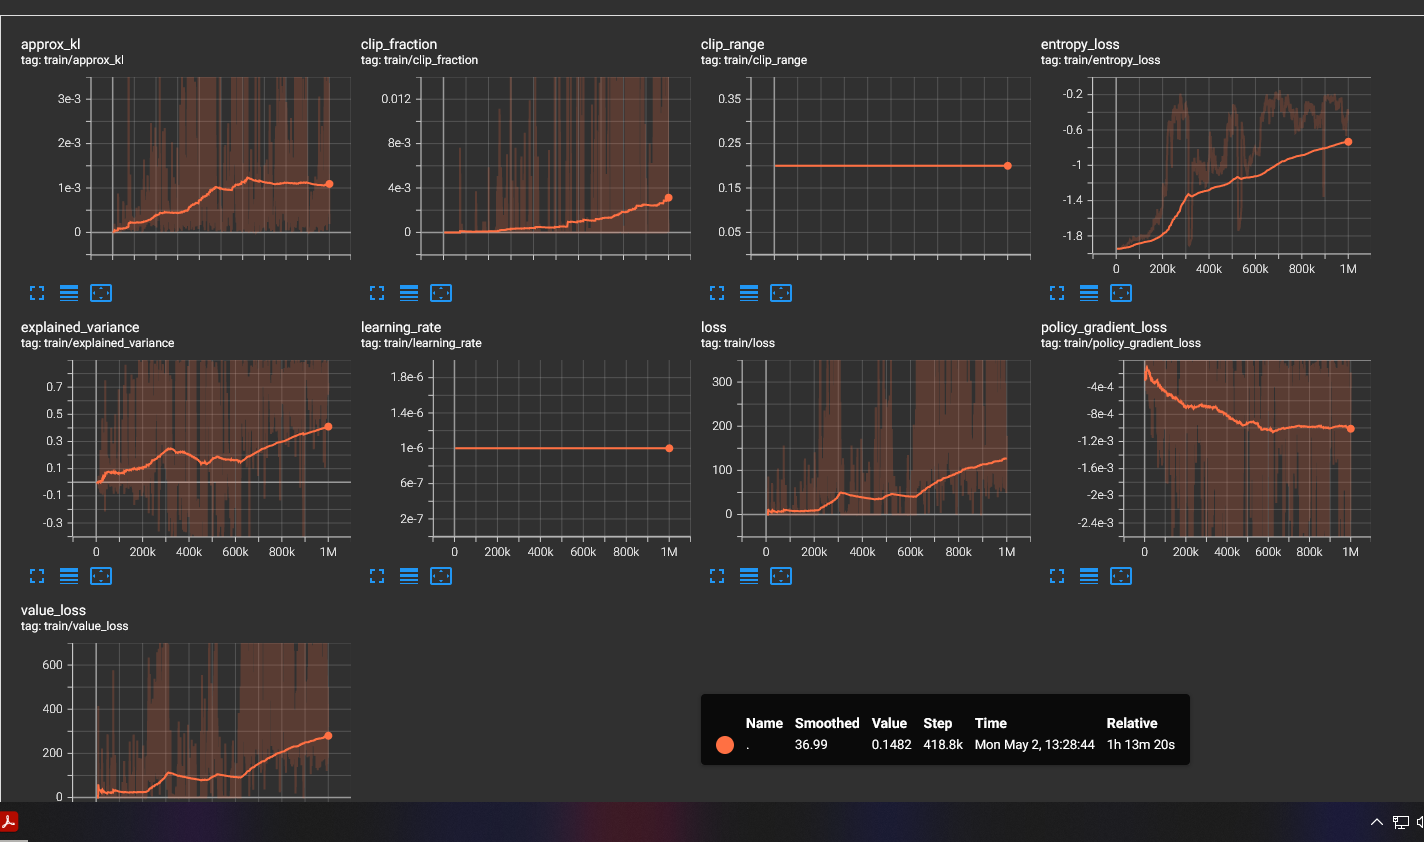 approx_kl
tag: train/approx_kl
3e-3
2e-3
1e-3
0
clip_fraction
tag: train/clip_fraction
0.012
8e-3
4e-3
0
clip_range
tag: train/clip_range
0.35
0.25
0.15
0.05
entropy_loss
tag: train/entropy_loss
-0.2
-0.6
-1
-1.4
-1.8
0 200k 400k 600k 800k 1M
explained_variance
tag: train/explained_variance
0.7
0.5
0.3
0.1
-0.1
-0.3
0 200k 400k 600k 800k 1M
learning_rate
tag: train/learning_rate
1.8e-6
1.4e-6
1e-6
6e-7
2e-7
0 200k 400k 600k 800k 1M
loss
tag: train/loss
300
200
100
0
0 200k 400k 600k 800k 1M
policy_gradient_loss
tag: train/policy_gradient_loss
-4e-4
-8e-4
-1.2e-3
-1.6e-3
-2e-3
-2.4e-3
0 200k 400k 600k 800k 1M
value_loss
tag: train/value_loss
600
400
200
0
Name Smoothed Value Step Time Relative
. 36.99 0.1482 418.8k Mon May 2, 13:28:44 1h 13m 20s